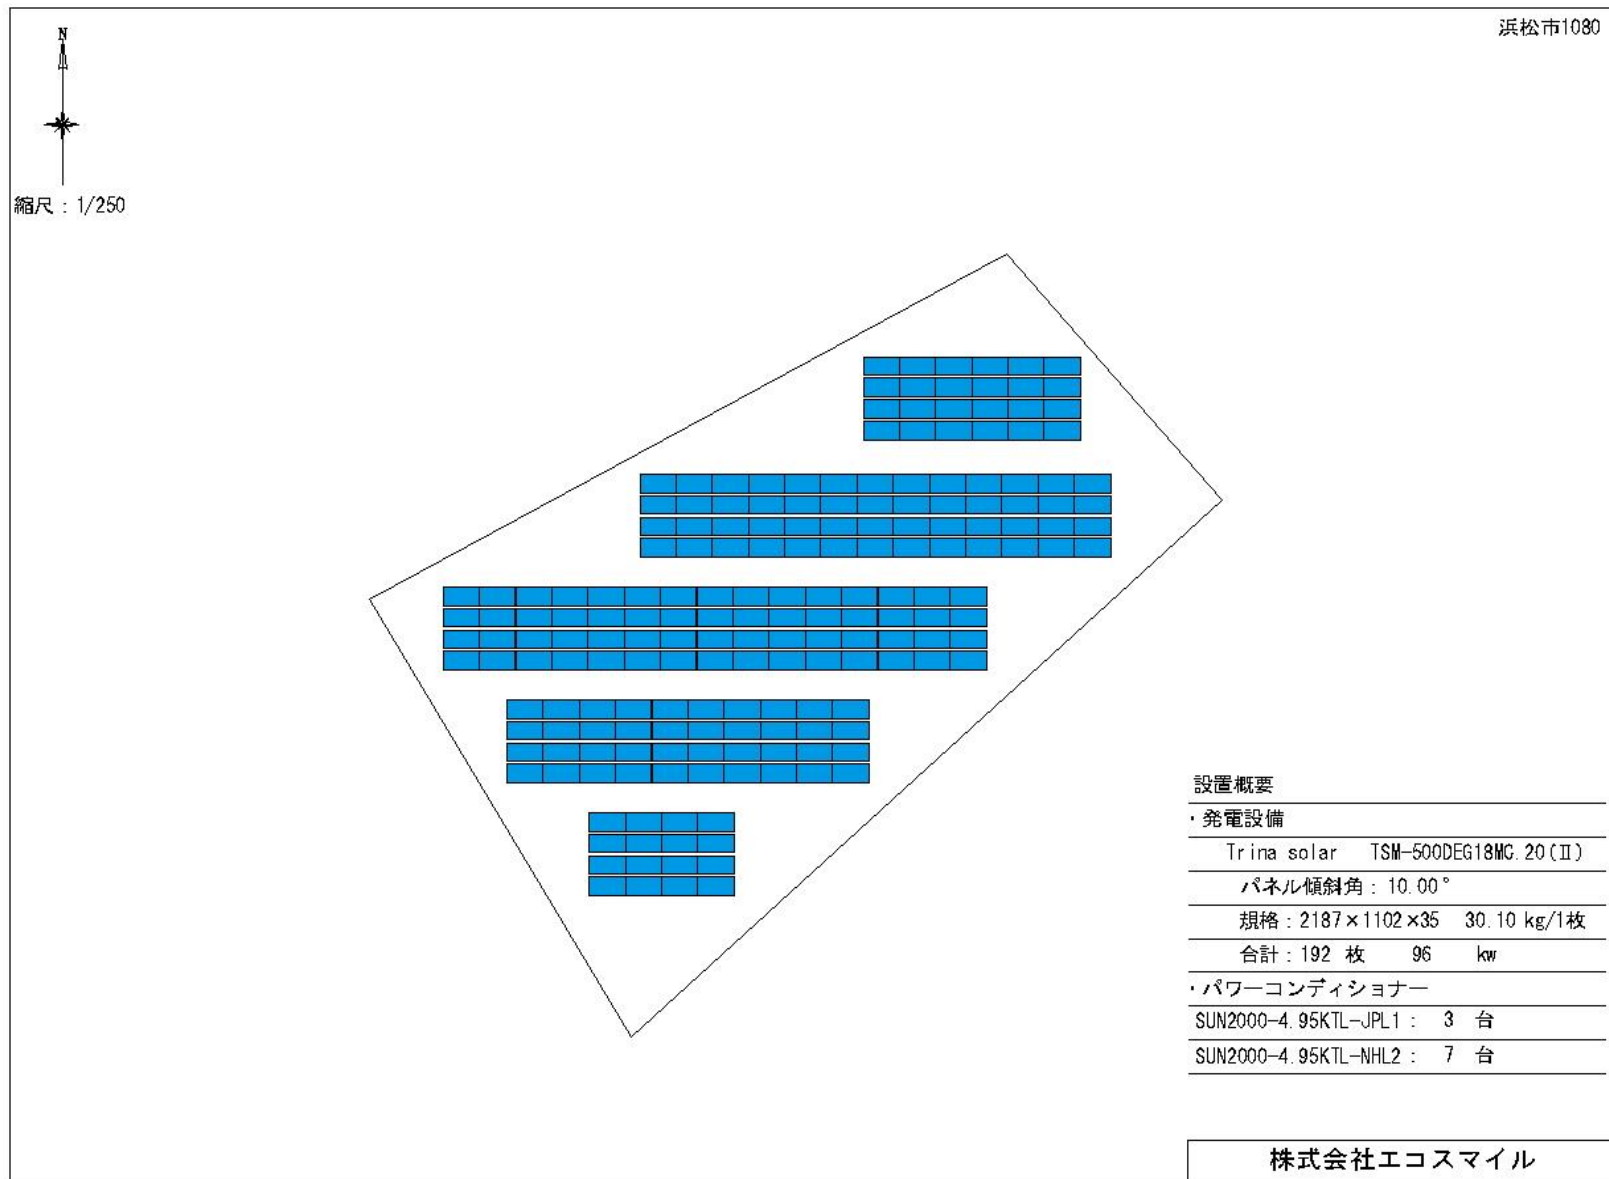 浜松市1080
N
縮尺：1/250
設置概要
・発電設備
Trina solar TSM-500DEG18MC.20(Ⅱ)
パネル傾斜角：10.00°
規格：2187×1102×35 30.10 kg/1枚
合計：192 枚 96 kw
・パワーコンディショナー
SUN2000-4.95KTL-JPL1： 3 台
SUN2000-4.95KTL-NHL2： 7 台
株式会社エコスマイル